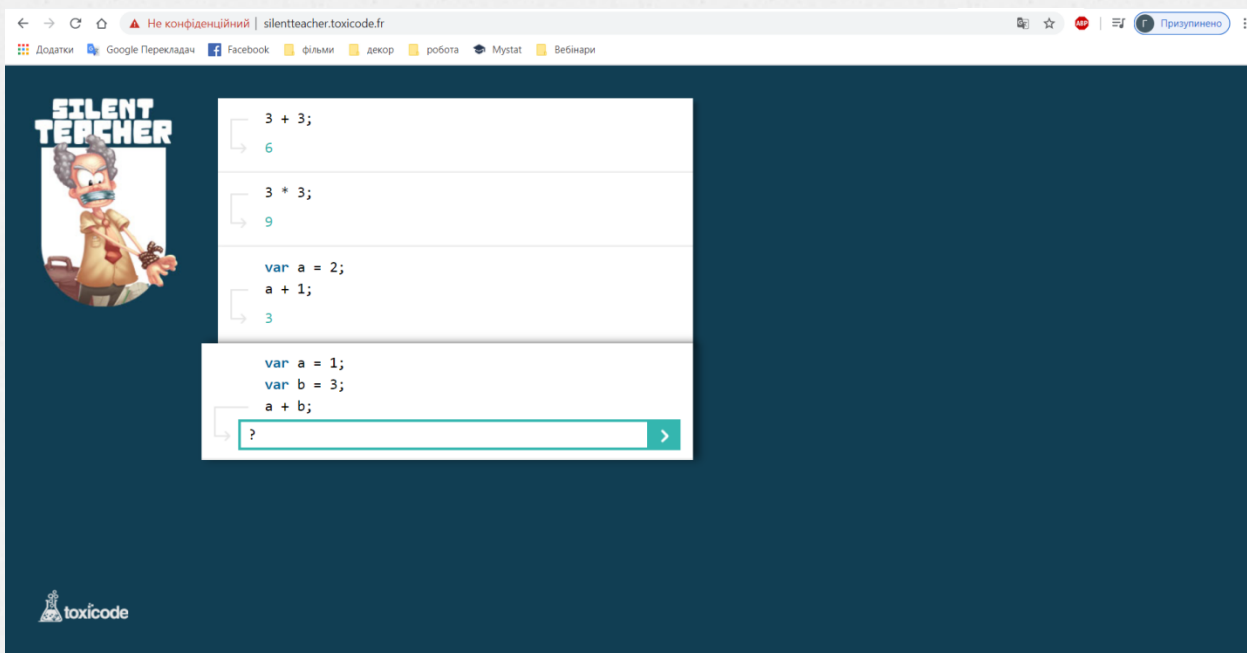 Не конфіденційний | silentteacher.toxicode.fr
ABP
Г Призупинено
Додатки Google Перекладач Facebook фільми декор робота Mystat Вебінари
SILENT
TEACHER
3 + 3;
6
3 * 3;
9
var a = 2;
a + 1;
3
var a = 1;
var b = 3;
a + b;
?
toxicode